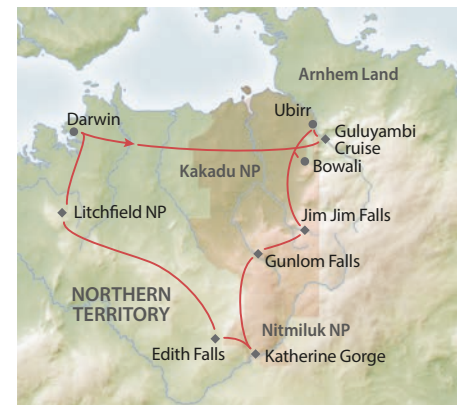 Arnhem Land
Ubirr
Darwin
Guluyambi
Cruise
Bowali
Kakadu NP
Litchfield NP
Jim Jim Falls
Gunlom Falls
NORTHERN
TERRITORY
Nitmiluk NP
Edith Falls
Katherine Gorge